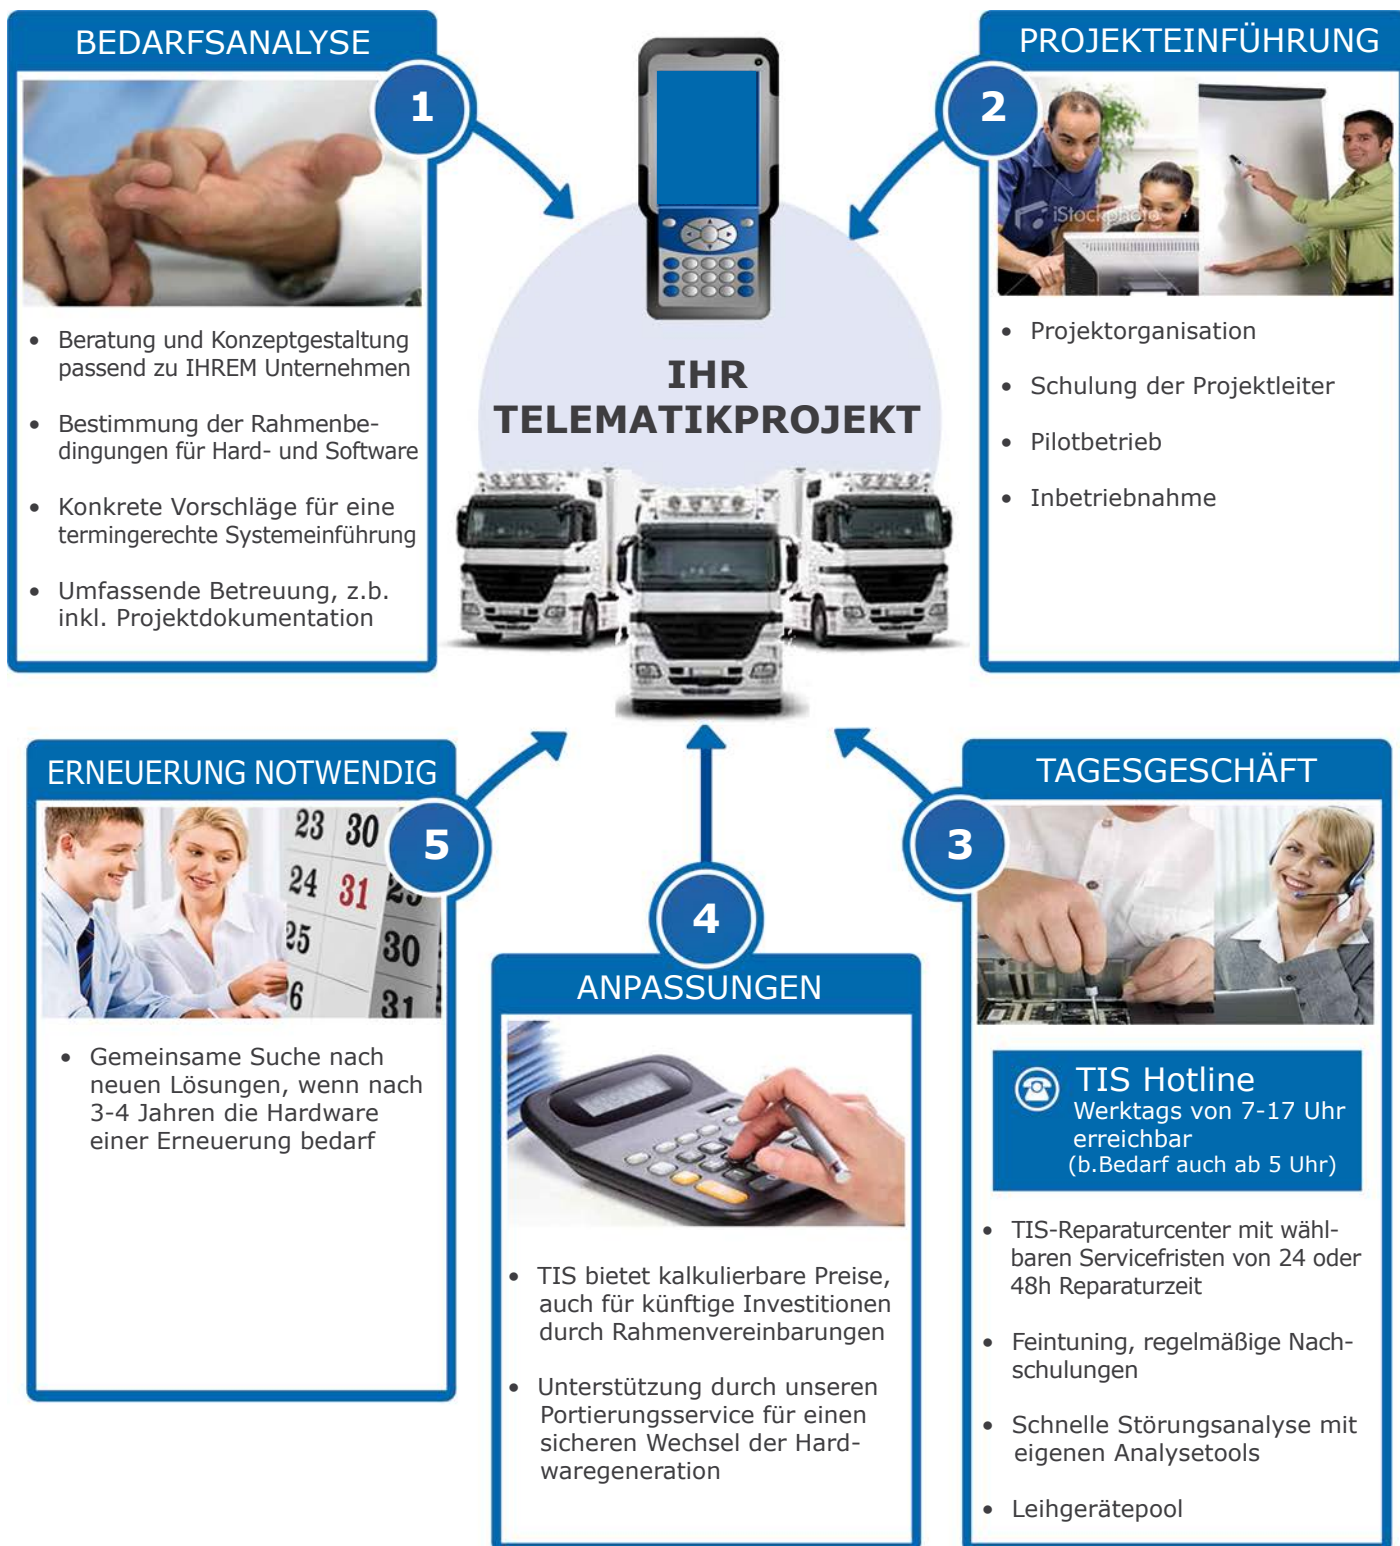 BEDARFSANALYSE
1
• Beratung und Konzeptgestaltung
passend zu IHREM Unternehmen
• Bestimmung der Rahmenbe-
dingungen für Hard- und Software
• Konkrete Vorschläge für eine
termingerechte Systemeinführung
• Umfassende Betreuung, z.b.
inkl. Projektdokumentation
IHR
TELEMATIKPROJEKT
PROJEKTEINFÜHRUNG
2
iStockphoto
• Projektorganisation
• Schulung der Projektleiter
• Pilotbetrieb
• Inbetriebnahme
TAGESGESCHÄFT
3
TIS Hotline
Werktags von 7-17 Uhr
erreichbar
(b.Bedarf auch ab 5 Uhr)
• TIS-Reparaturcenter mit wähl-
baren Servicefristen von 24 oder
48h Reparaturzeit
• Feintuning, regelmäßige Nach-
schulungen
• Schnelle Störungsanalyse mit
eigenen Analysetools
• Leihgerätepool
4
ANPASSUNGEN
• TIS bietet kalkulierbare Preise,
auch für künftige Investitionen
durch Rahmenvereinbarungen
• Unterstützung durch unseren
Portierungsservice für einen
sicheren Wechsel der Hard-
waregeneration
ERNEUERUNG NOTWENDIG
5
23 30
24 31
25 30
6 31
• Gemeinsame Suche nach
neuen Lösungen, wenn nach
3-4 Jahren die Hardware
einer Erneuerung bedarf